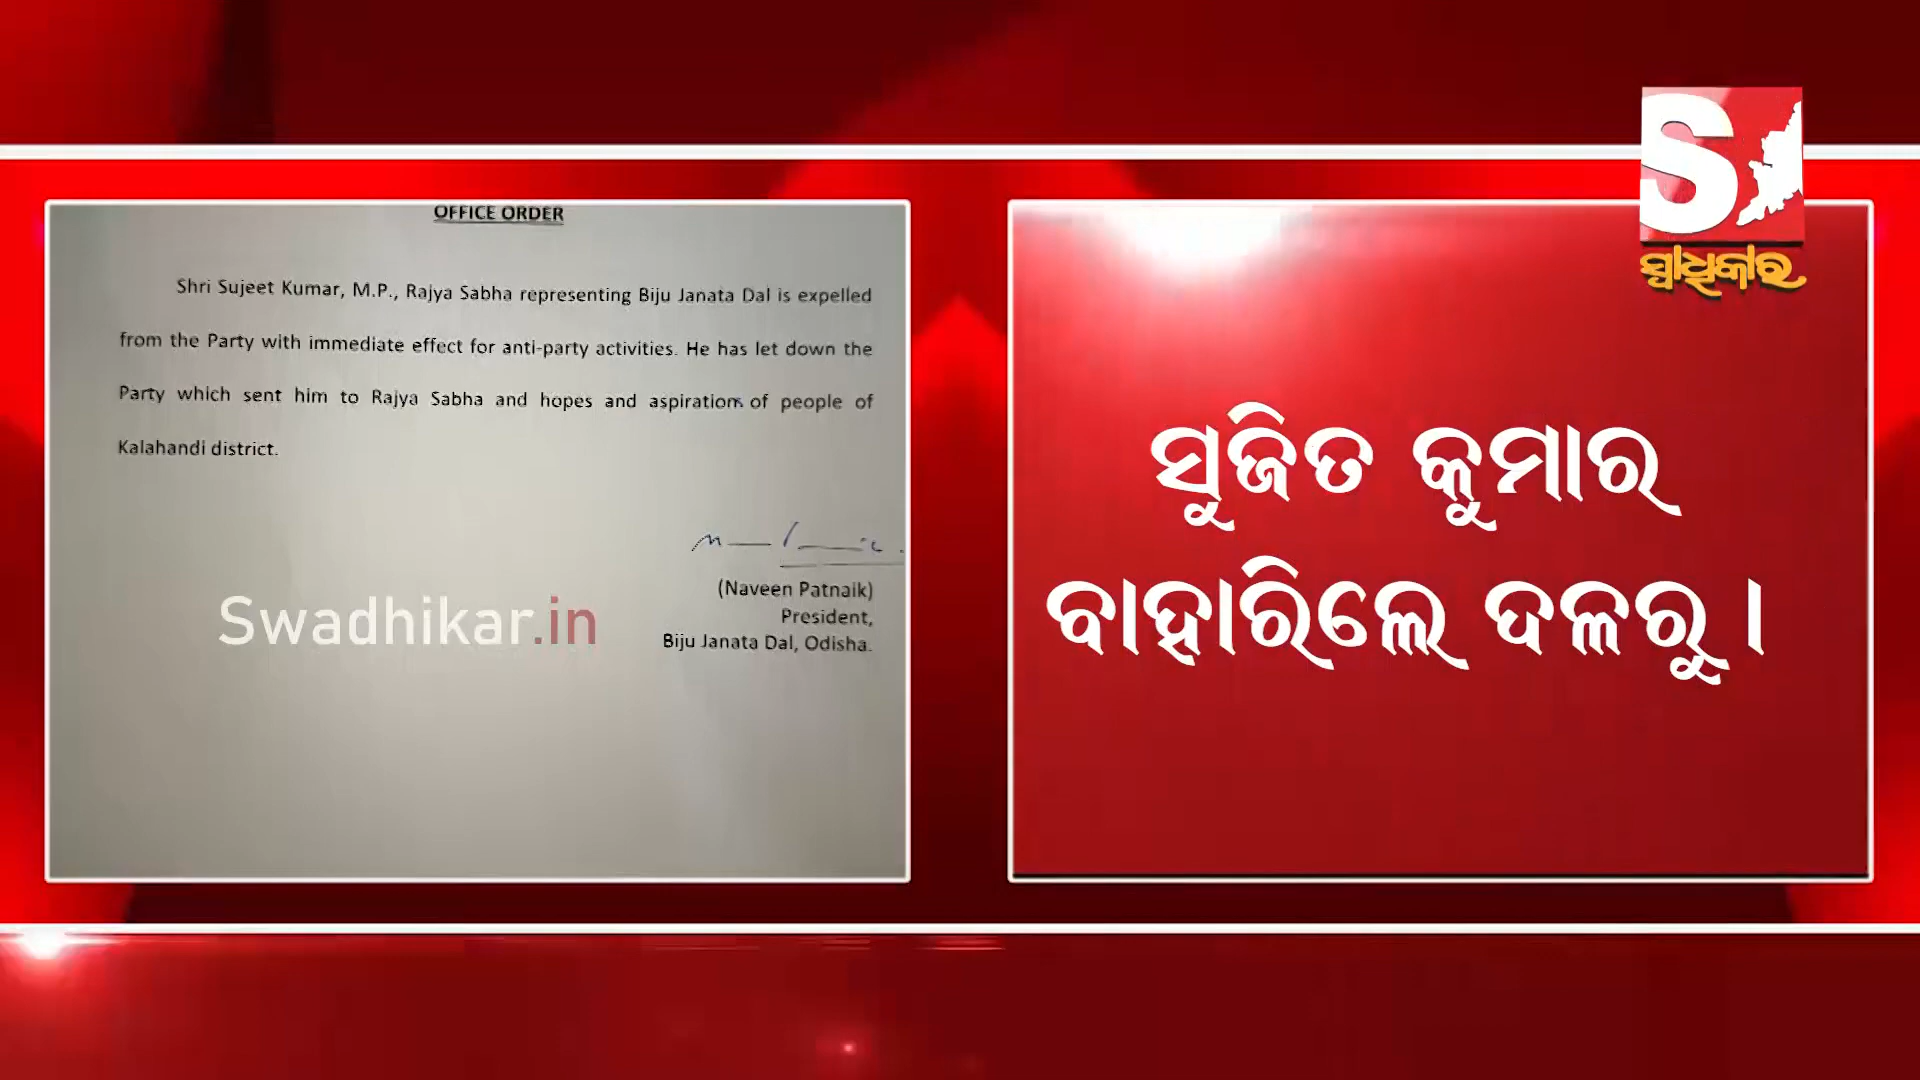 OFFICE ORDER
Shri Sujeet Kumar, M.P., Rajya Sabha representing Biju Janata Dal is expelled
from the Party with immediate effect for anti-party activities. He has let down the
Party which sent him to Rajya Sabha and hopes and aspirations of people of
Kalahandi district.
(Naveen Patnaik)
President,
Biju Janata Dal, Odisha.
Swadhikar.in
S
ସ୍ୱାଧିକାର
ସୁଜିତ କୁମାର
ବାହାରିଲେ ଦଳରୁ ।